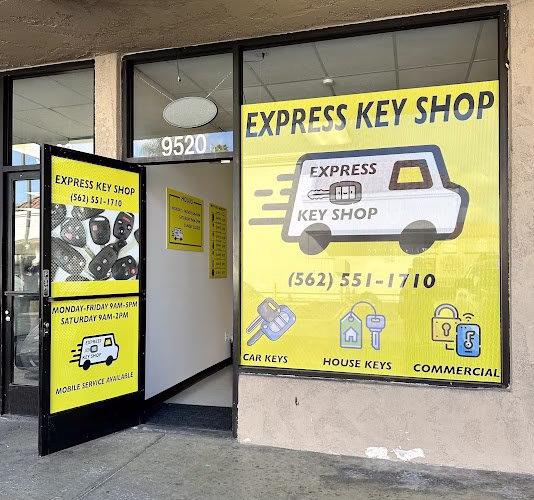 9520
EXPRESS KEY SHOP
EXPRESS
KEY SHOP
(562) 551-1710
CAR KEYS
HOUSE KEYS
COMMERCIAL
EXPRESS KEY SHOP
(562) 551-1710
MONDAY-FRIDAY 9AM-5PM
SATURDAY 9AM-2PM
EXPRESS
KEY SHOP
MOBILE SERVICE AVAILABLE
HOURS